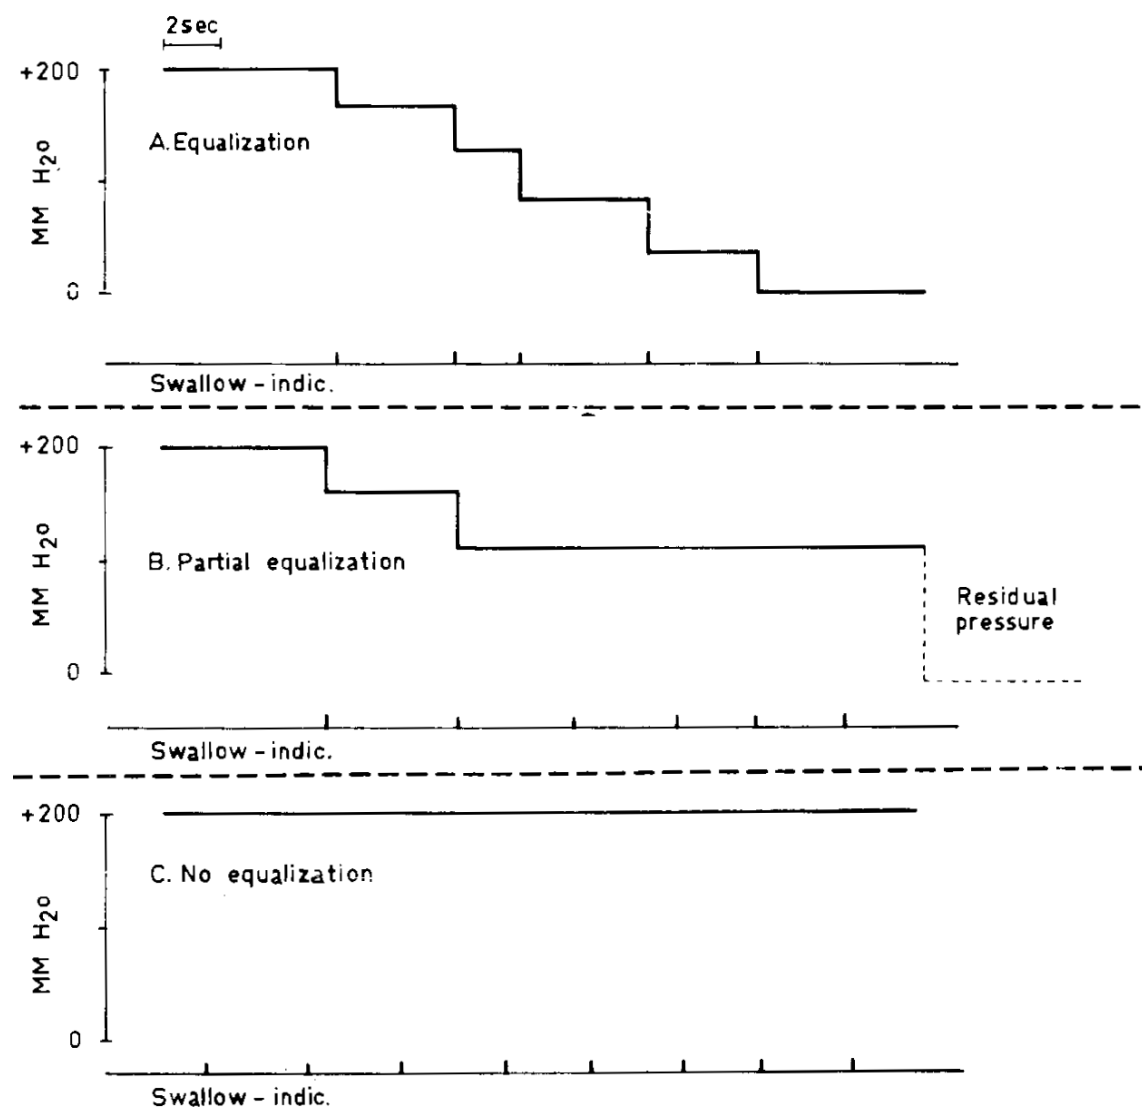 2sec
+200
A. Equalization
MM H2O
0
Swallow - indic.
+200
B. Partial equalization
MM H2O
Residual
pressure
0
Swallow - indic.
+200
C. No equalization
MM H2O
0
Swallow - indic.